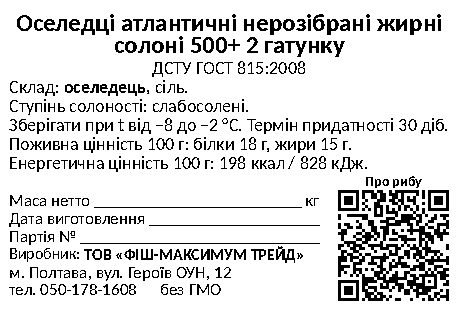 Оселедці атлантичні нерозібрані жирні
солоні 500+ 2 гатунку
ДСТУ ГОСТ 815:2008
Склад: оселедець, сіль.
Ступінь солоності: слабосолені.
Зберігати при t від –8 до –2 °С. Термін придатності 30 діб.
Поживна цінність 100 г: білки 18 г, жири 15 г.
Енергетична цінність 100 г: 198 ккал / 828 кДж.
Про рибу
Маса нетто ____________________ кг
Дата виготовлення ____________________
Партія № ____________________
Виробник: ТОВ «ФІШ-МАКСИМУМ ТРЕЙД»
м. Полтава, вул. Героїв ОУН, 12
тел. 050-178-1608 без ГМО